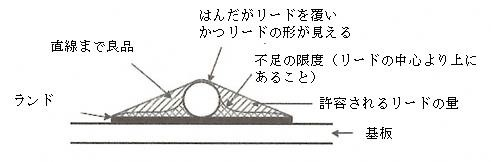 はんだがリードを覆い
かつリードの形が見える
直線まで良品
不足の限度（リードの中心より上に
あること）
ランド
許容されるリードの量
基板